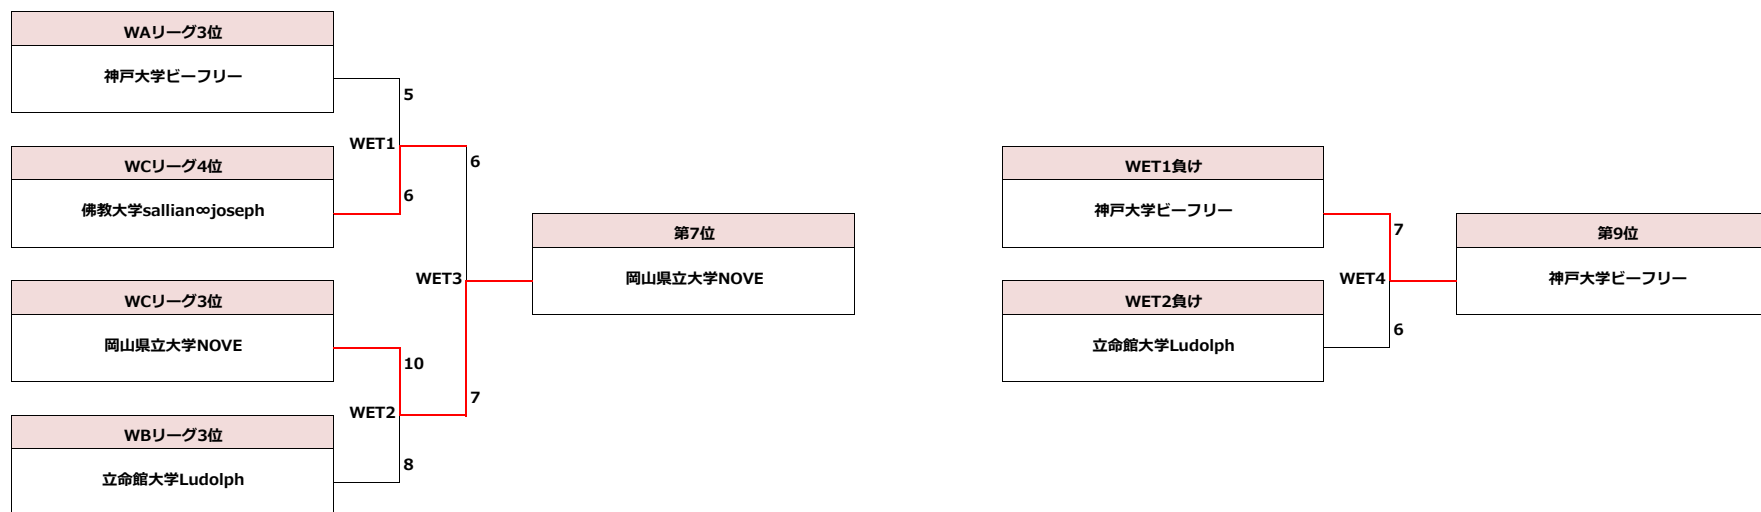 WAリーグ3位
神戸大学ビーフリー
5
WET1
WCリーグ4位
6
佛教大学sallian∞joseph
6
WET3
第7位
岡山県立大学NOVE
WCリーグ3位
岡山県立大学NOVE
10
7
WET2
WBリーグ3位
8
立命館大学Ludolph
WET1負け
神戸大学ビーフリー
7
WET4
第9位
神戸大学ビーフリー
WET2負け
6
立命館大学Ludolph